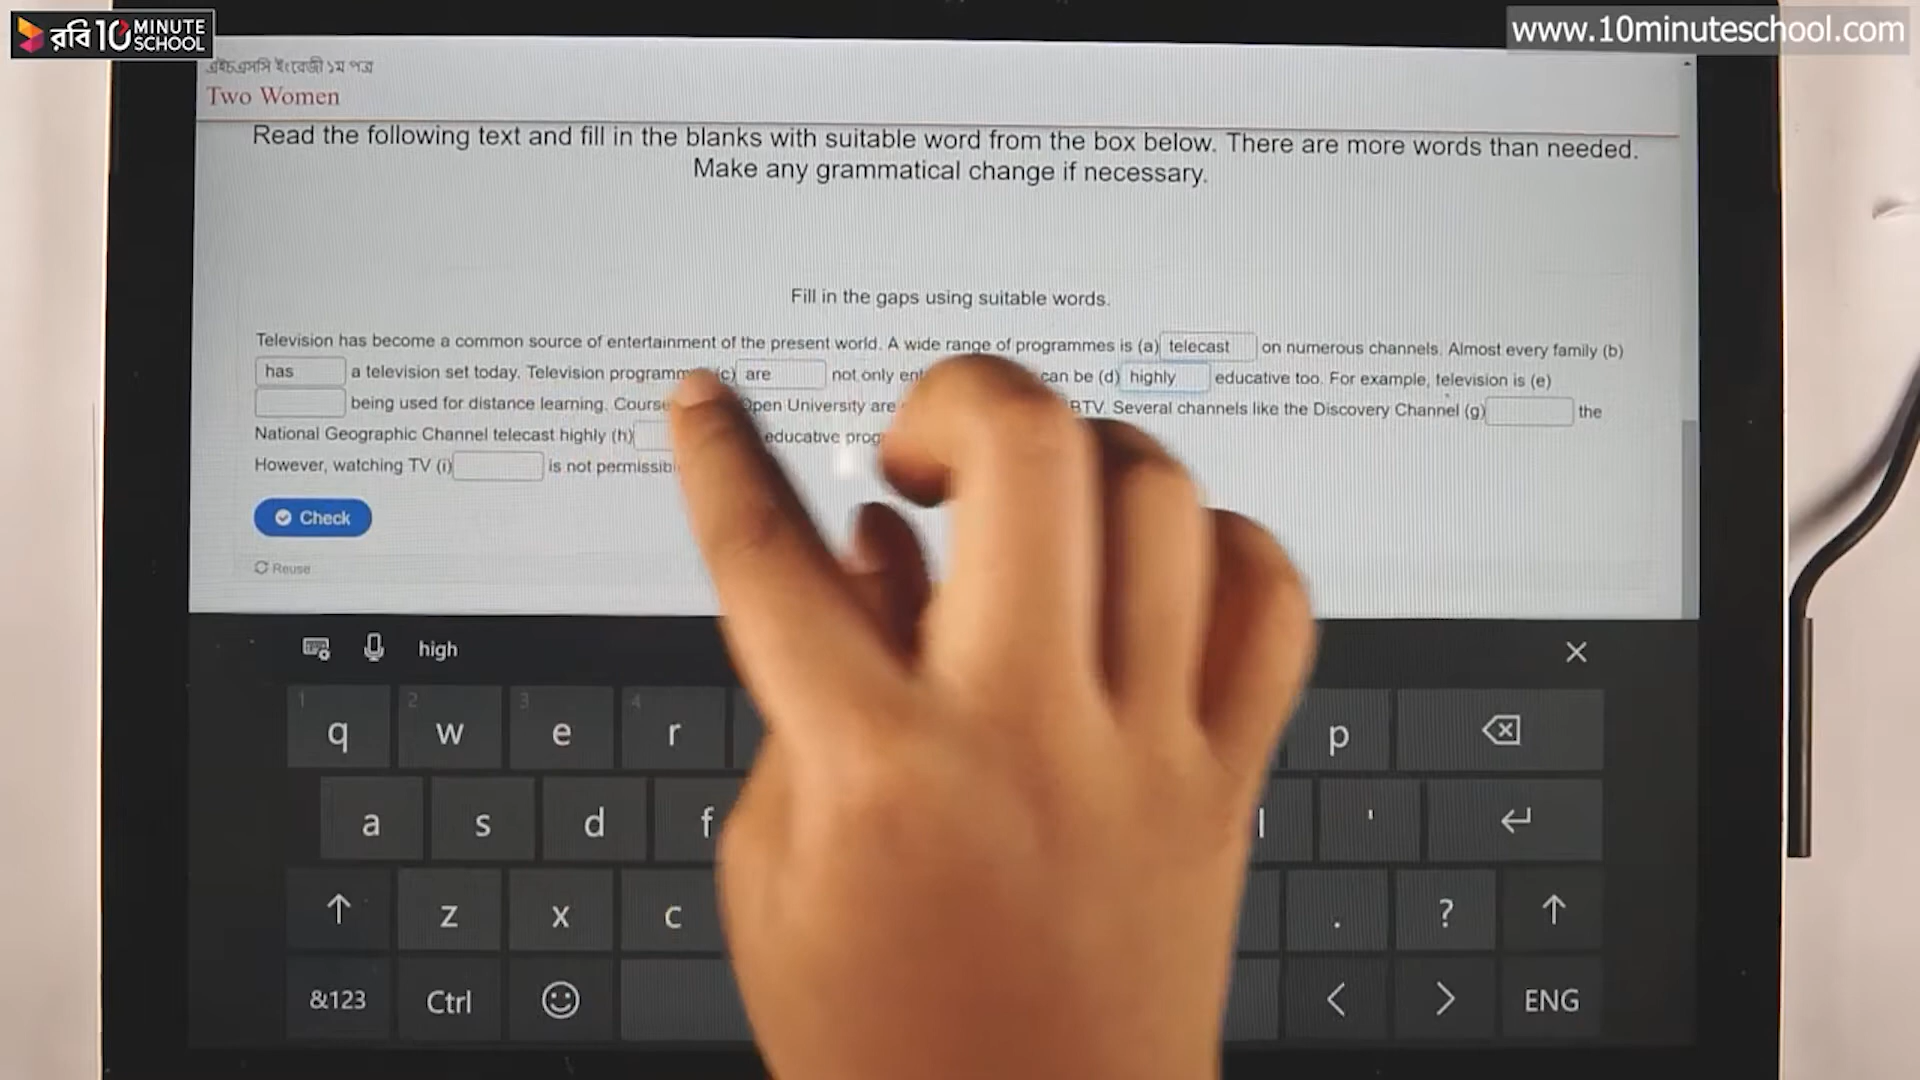 রবি 10 MINUTE SCHOOL
www.10minuteschool.com
এইচএসসি ইংরেজী ১ম পত্র
Two Women
Read the following text and fill in the blanks with suitable word from the box below. There are more words than needed.
Make any grammatical change if necessary.
Fill in the gaps using suitable words.
Television has become a common source of entertainment of the present world. A wide range of programmes is (a) telecast on numerous channels. Almost every family (b)
has a television set today. Television programm (c) are not only can be (d) highly educative too. For example, television is (e)
being used for distance learning. Open University are BTV. Several channels like the Discovery Channel (g) the
National Geographic Channel telecast highly (h) educative
However, watching TV (i) is not
Check
Reuse
high
1 2 3 4
q w e r p
a s d f l '
z x c . ?
&123 Ctrl < > ENG